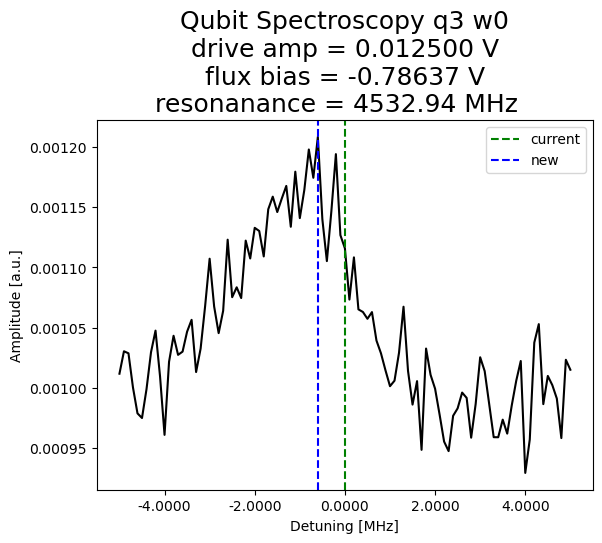 Qubit Spectroscopy q3 w0
drive amp = 0.012500 V
flux bias = -0.78637 V
resonanance = 4532.94 MHz
current
new
0.00120
0.00115
0.00110
0.00105
0.00100
0.00095
Amplitude [a.u.]
-4.0000
-2.0000
0.0000
2.0000
4.0000
Detuning [MHz]